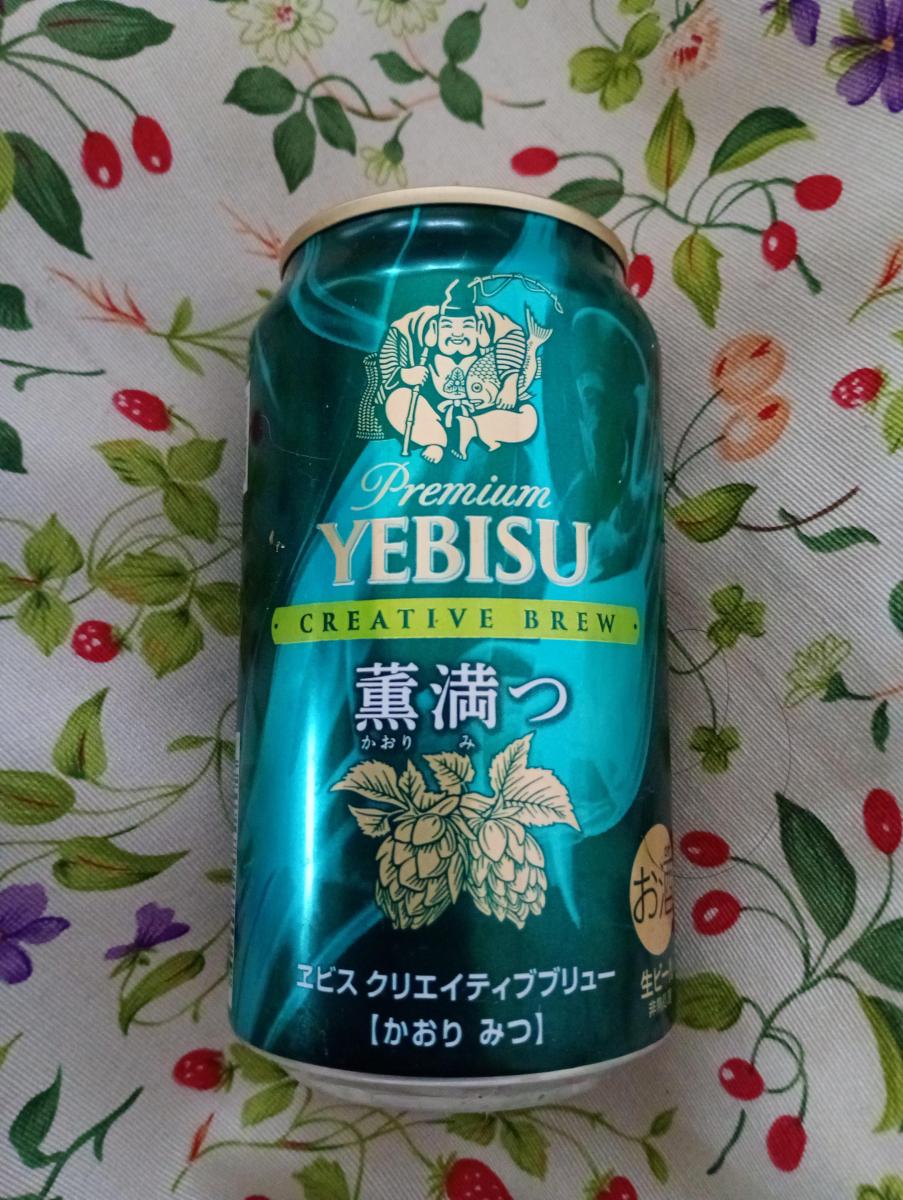 Premium
YEBISU
CREATIVE BREW
薫満つ
かおり み
ヱビス クリエイティブブリュー
【かおり みつ】
お酒
生ビール